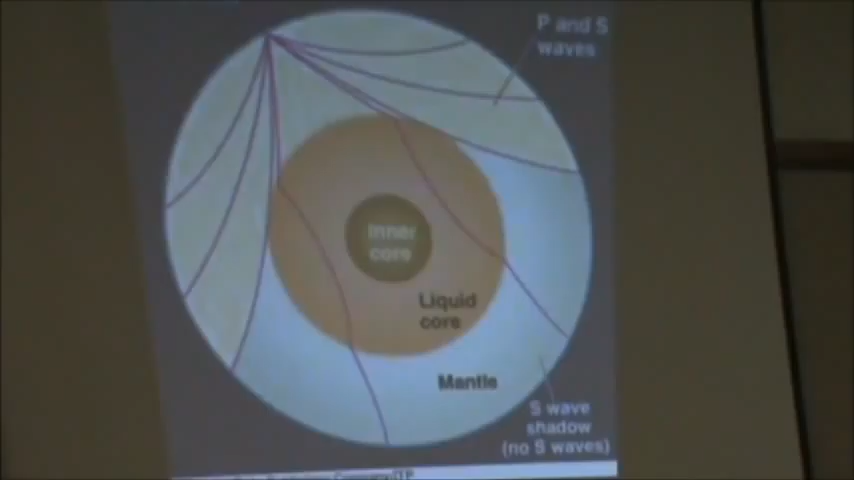 P and S
waves
Inner
core
Liquid
core
Mantle
S wave
shadow
(no S waves)